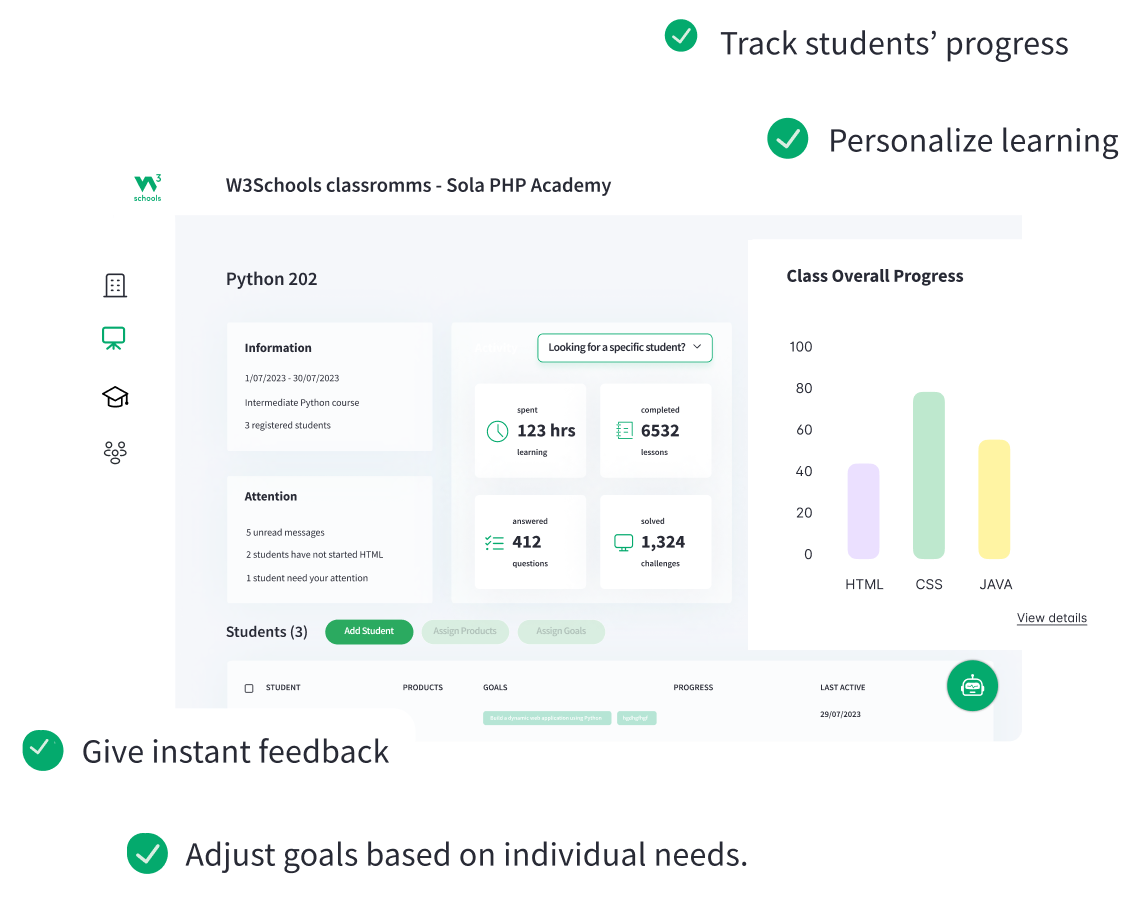 Track students’ progress
Personalize learning
W3
schools
W3Schools classromms - Sola PHP Academy
Python 202
Information
1/07/2023 - 30/07/2023
Intermediate Python course
3 registered students
Attention
5 unread messages
2 students have not started HTML
1 student need your attention
Looking for a specific student?
spent
123 hrs
learning
completed
6532
lessons
answered
412
questions
solved
1,324
challenges
Class Overall Progress
100
80
60
40
20
0
HTML CSS JAVA
View details
Students (3) Add Student Assign Products Assign Goals
STUDENT PRODUCTS GOALS PROGRESS LAST ACTIVE
Build a dynamic web application using Python 29/07/2023
Give instant feedback
Adjust goals based on individual needs.